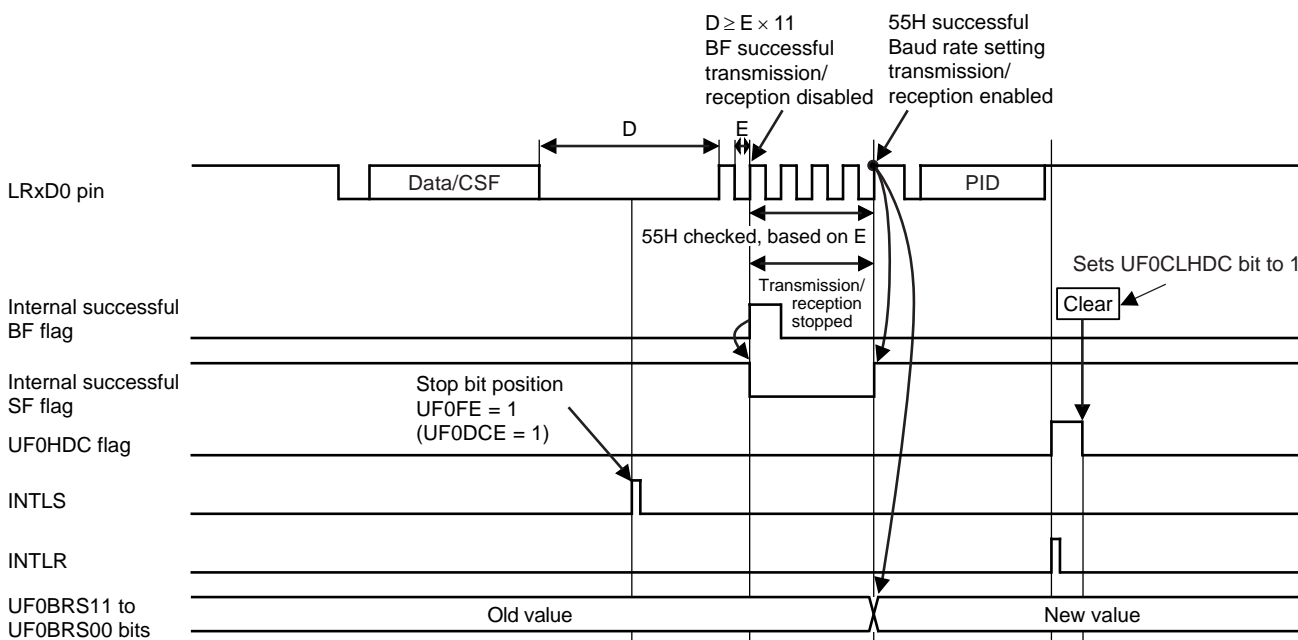 D ≥ E × 11
BF successful
transmission/
reception disabled
55H successful
Baud rate setting
transmission/
reception enabled
D
E
LRxD0 pin
Data/CSF
PID
55H checked, based on E
Sets UF0CLHDC bit to 1
Transmission/
reception
stopped
Clear
Internal successful
BF flag
Internal successful
SF flag
Stop bit position
UF0FE = 1
(UF0DCE = 1)
UF0HDC flag
INTLS
INTLR
UF0BRS11 to
UF0BRS00 bits
Old value
New value